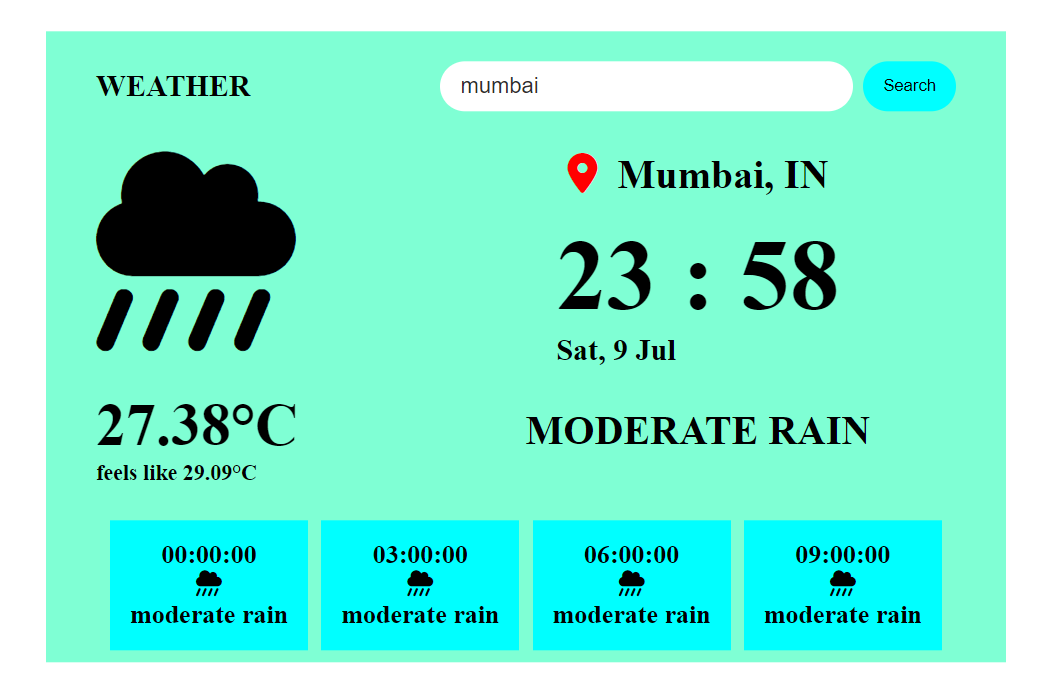 WEATHER
mumbai
Search
Mumbai, IN
23 : 58
Sat, 9 Jul
27.38°C
feels like 29.09°C
MODERATE RAIN
00:00:00
moderate rain
03:00:00
moderate rain
06:00:00
moderate rain
09:00:00
moderate rain